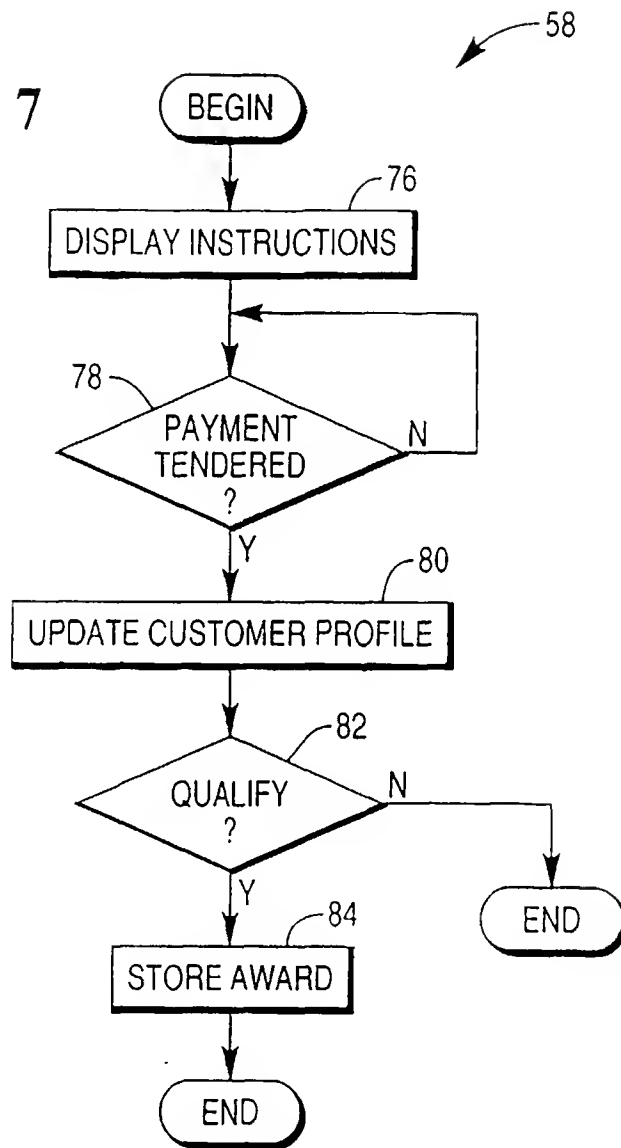 58
7
BEGIN
76
DISPLAY INSTRUCTIONS
78
PAYMENT
TENDERED
?
N
Y
80
UPDATE CUSTOMER PROFILE
82
QUALIFY
?
N
Y
84
STORE AWARD
END
END